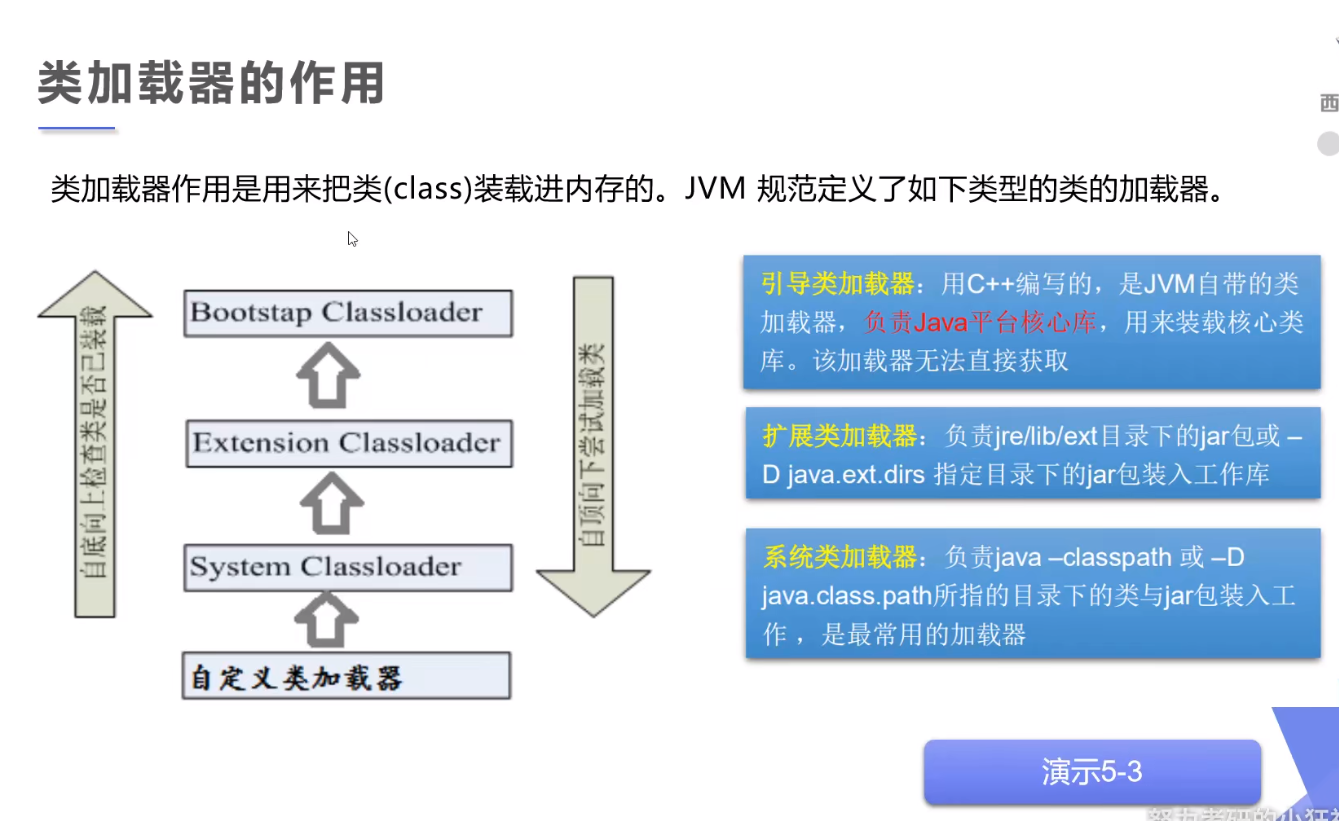 类加载器的作用
西
类加载器作用是用来把类(class)装载进内存的。JVM 规范定义了如下类型的类的加载器。
自底向上检查类是否已装载
Bootstap Classloader
Extension Classloader
System Classloader
自定义类加载器
自顶向下尝试加载类
引导类加载器：用C++编写的，是JVM自带的类
加载器，负责Java平台核心库，用来装载核心类
库。该加载器无法直接获取
扩展类加载器：负责jre/lib/ext目录下的jar包或 –
D java.ext.dirs 指定目录下的jar包装入工作库
系统类加载器：负责java –classpath 或 –D
java.class.path所指的目录下的类与jar包装入工
作 ，是最常用的加载器
演示5-3